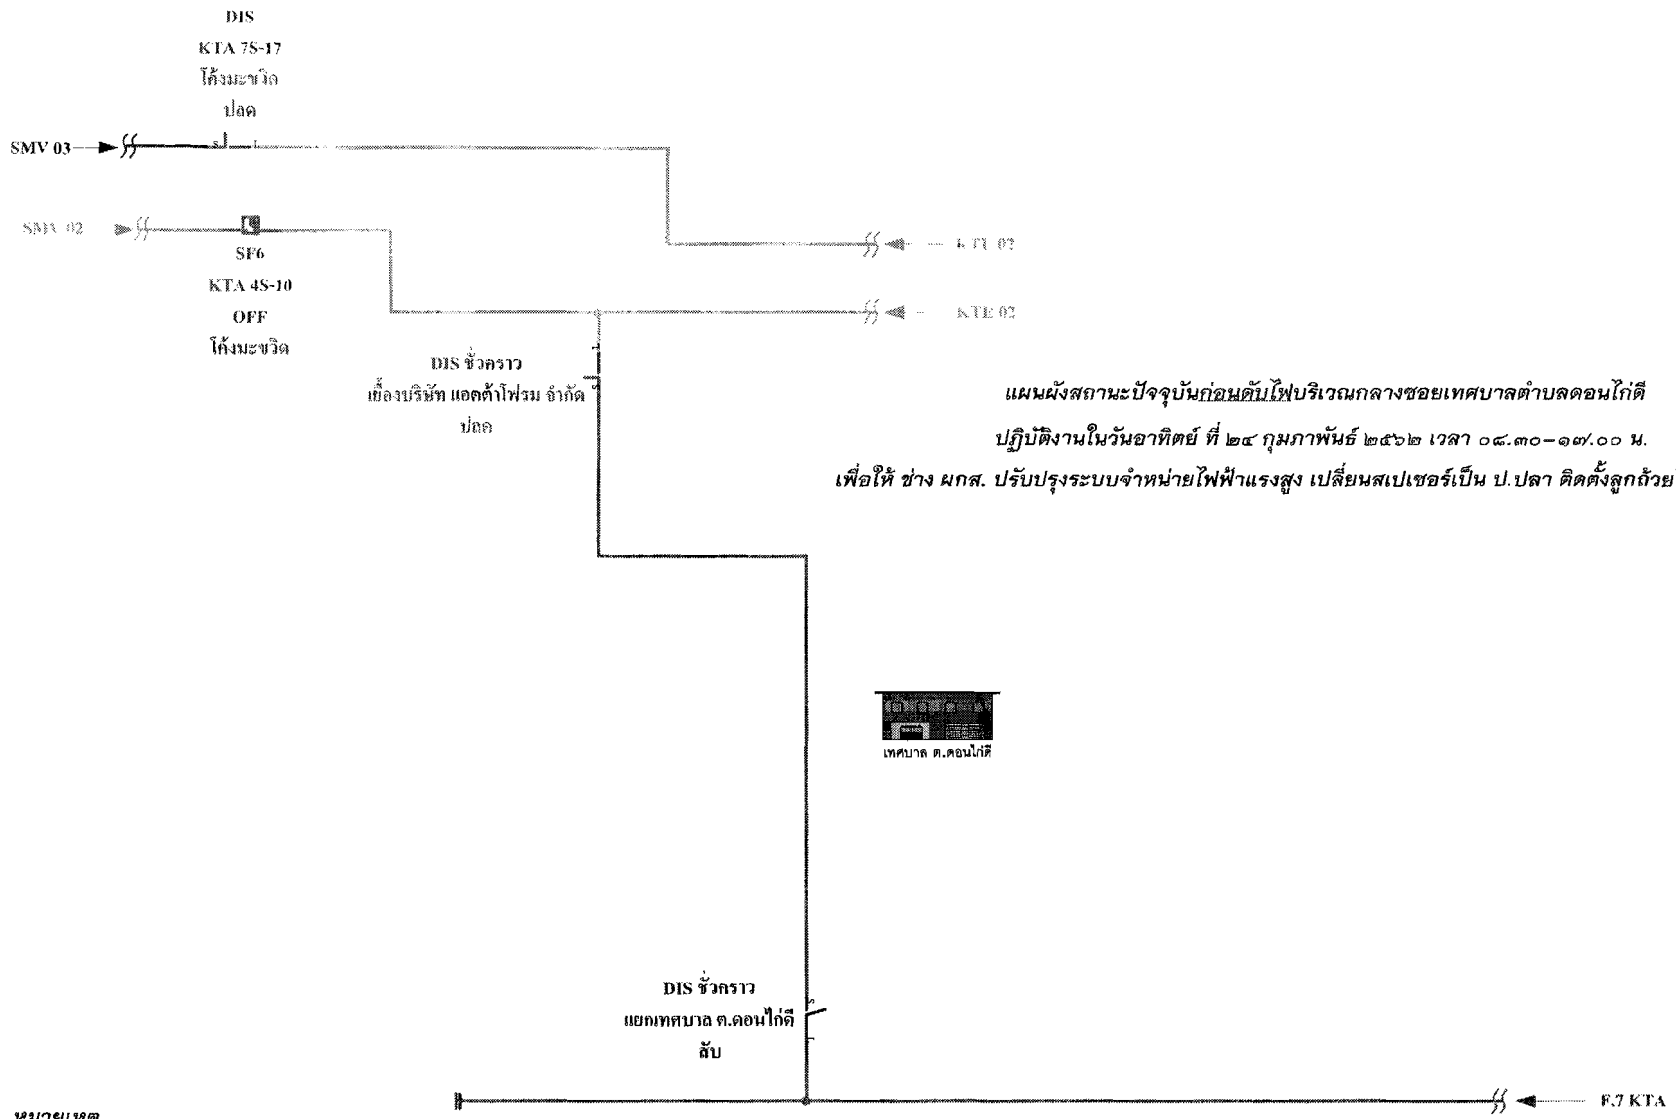 DIS
KTA 7S-17
โค้งมะขวิด
ปลด
SMV 03
SMV 02
SF6
KTA 4S-10
OFF
โค้งมะขวิด
02
KTE 02
DIS ชั่วคราว
เยื้องบริษัท แอตต้าโฟรม จำกัด
ปลด
แผนผังสถานะปัจจุบันก่อนดับไฟบริเวณกลางซอยเทศบาลตำบลดอนไก่ดี
ปฏิบัติงานในวันอาทิตย์ ที่ ๒๔ กุมภาพันธ์ ๒๕๖๒ เวลา ๐๘.๓๐-๑๗.๐๐ น.
เพื่อให้ ช่าง ผกส. ปรับปรุงระบบจำหน่ายไฟฟ้าแรงสูง เปลี่ยนสเปเซอร์เป็น ป.ปลา ติดตั้งลูกถ้วย
เทศบาล ต.ดอนไก่ดี
DIS ชั่วคราว
แยกเทศบาล ต.ดอนไก่ดี
สับ
F.7 KTA
หมายเหตุ